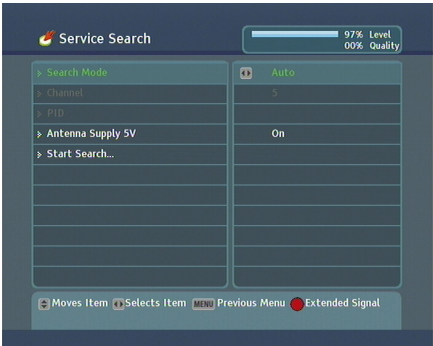 Service Search
97% Level
00% Quality
Search Mode Auto
Channel 5
PID
Antenna Supply 5V On
Start Search...
Moves Item Selects Item MENU Previous Menu Extended Signal